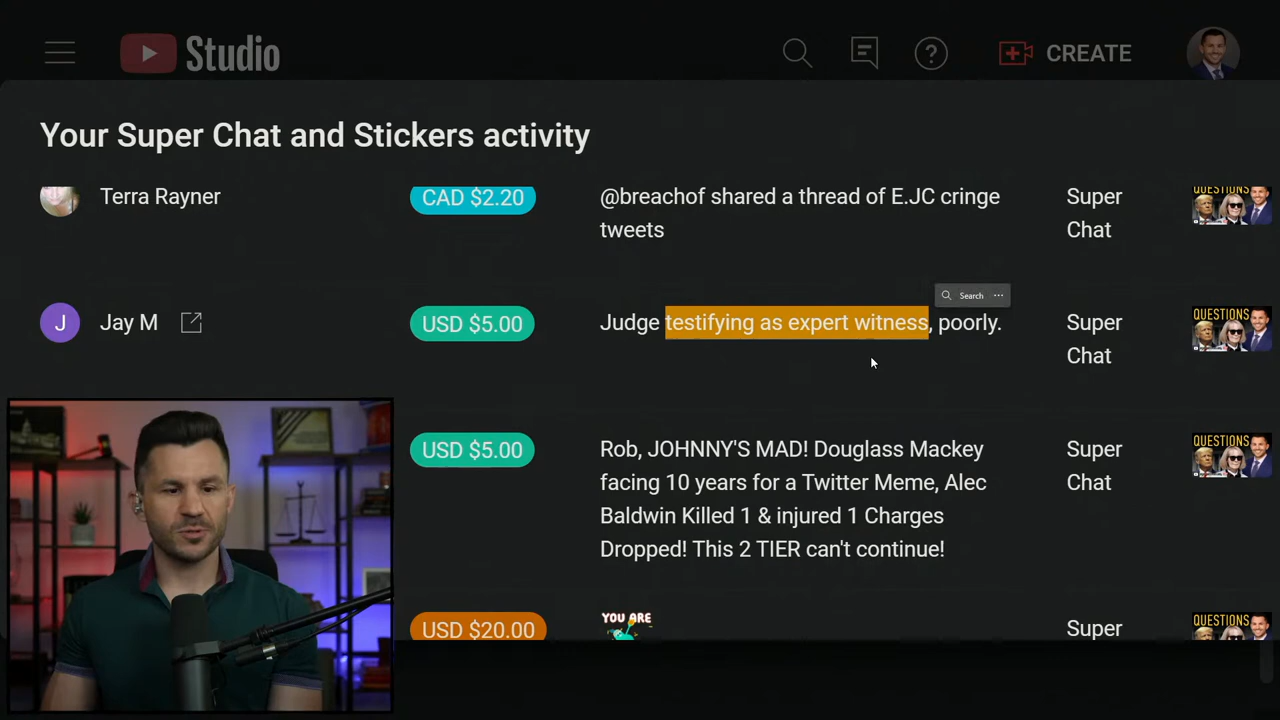 Studio
CREATE
Your Super Chat and Stickers activity
Terra Rayner
CAD $2.20
@breachof shared a thread of E.JC cringe
tweets
Super
Chat
QUESTIONS
J
Jay M
USD $5.00
Judge testifying as expert witness, poorly.
Search
Super
Chat
QUESTIONS
USD $5.00
Rob, JOHNNY'S MAD! Douglass Mackey
facing 10 years for a Twitter Meme, Alec
Baldwin Killed 1 & injured 1 Charges
Dropped! This 2 TIER can't continue!
Super
Chat
QUESTIONS
USD $20.00
YOU ARE
Super
QUESTIONS